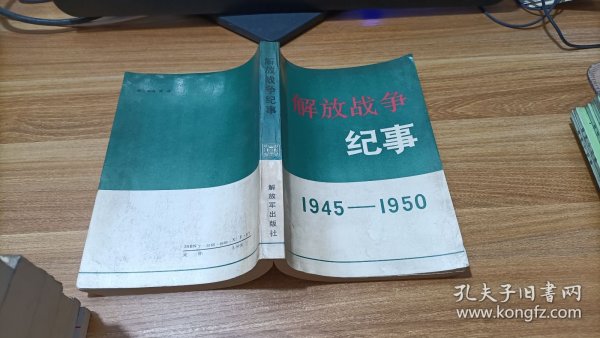 解放战争
纪事
1945—1950
解放战争纪事
解放军出版社
孔夫子旧书网
www.kongfz.com